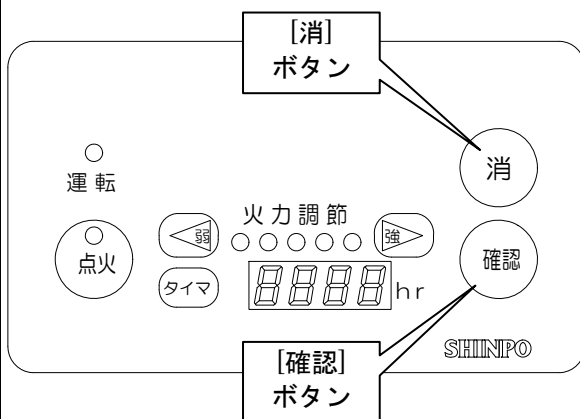 [消]
ボタン
消
運転
火力調節
弱
強
点火
確認
タイマ
8888
hr
SHINPO
[確認]
ボタン